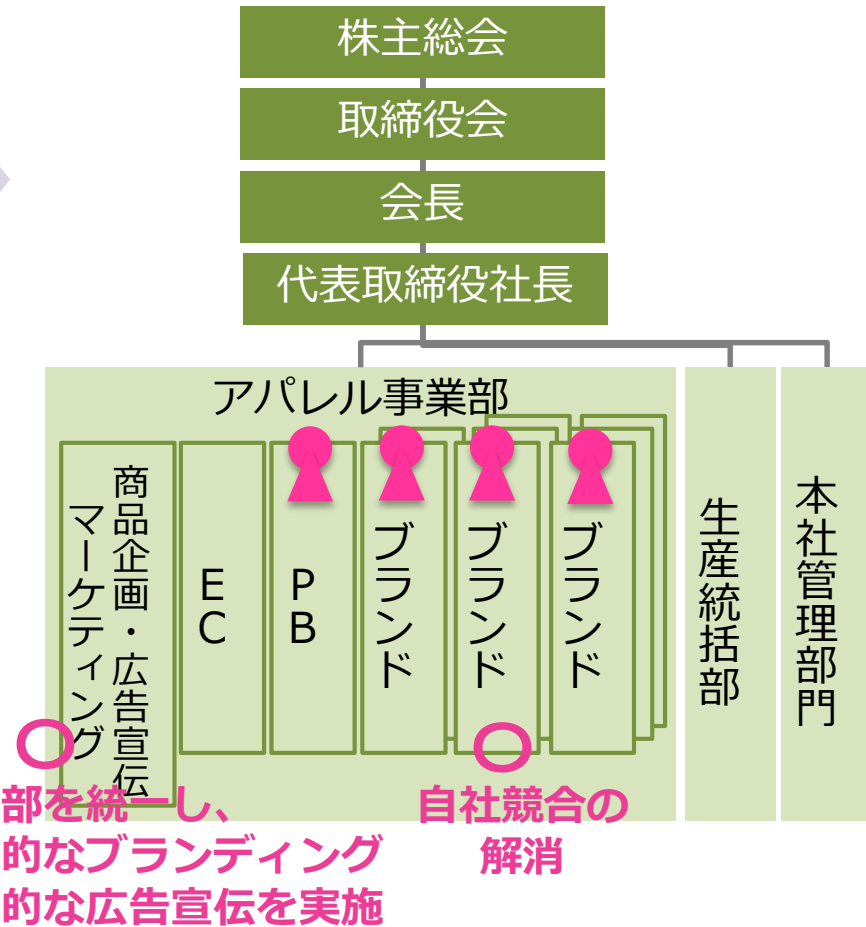 株主総会
取締役会
会長
代表取締役社長
アパレル事業部
商品企画・広告宣伝
マーケティング
EC
PB
ブランド
ブランド
ブランド
生産統括部
本社管理部門
部を統一し、
的なブランディング
的な広告宣伝を実施
自社競合の
解消